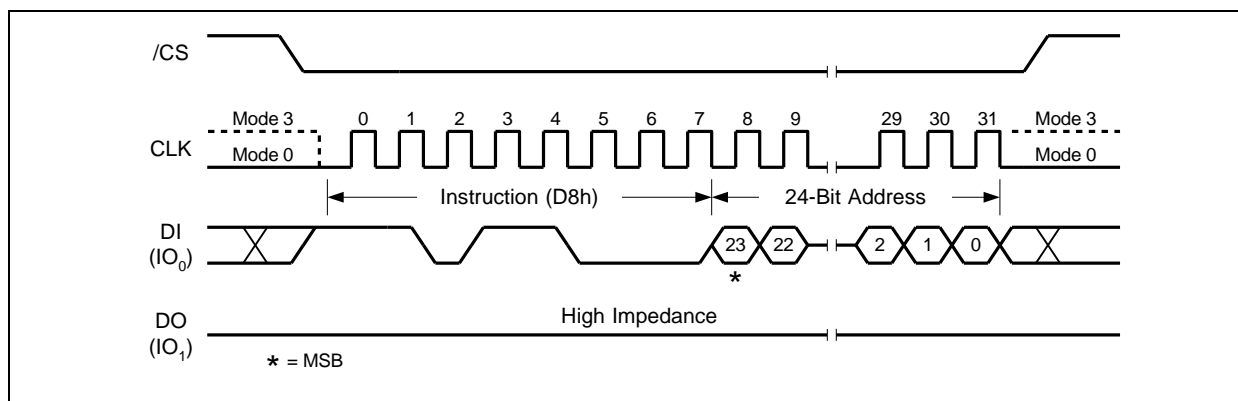 /CS
Mode 3 0 1 2 3 4 5 6 7 8 9 29 30 31 Mode 3
CLK Mode 0 Mode 0
Instruction (D8h) 24-Bit Address
DI
(IO0) 23 22 2 1 0
*
High Impedance
DO
(IO1)
* = MSB